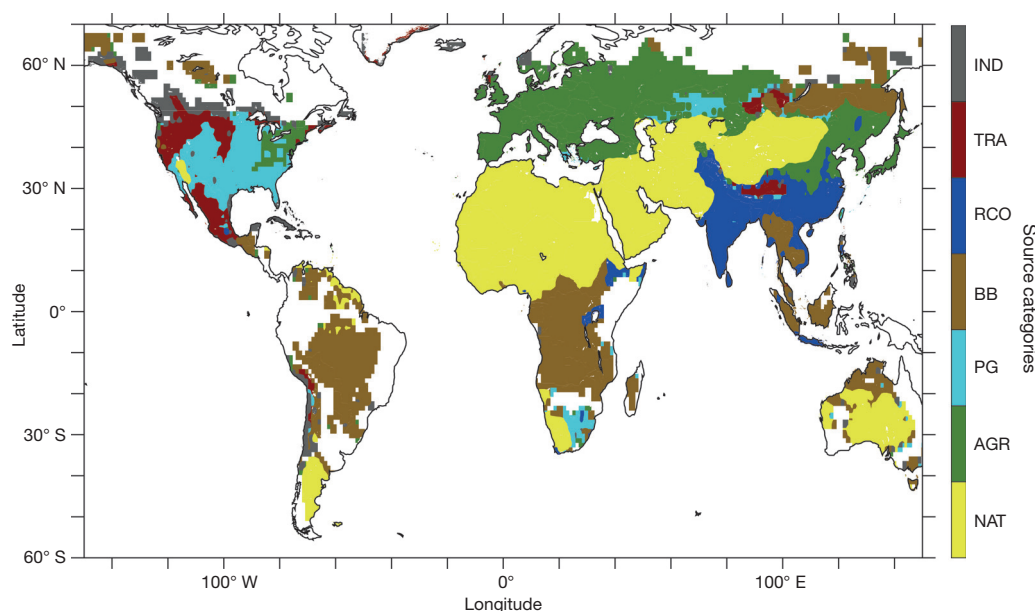 60° N
30° N
0°
30° S
60° S
Latitude
100° W
0°
100° E
Longitude
IND
TRA
RCO
BB
PG
AGR
NAT
Source categories